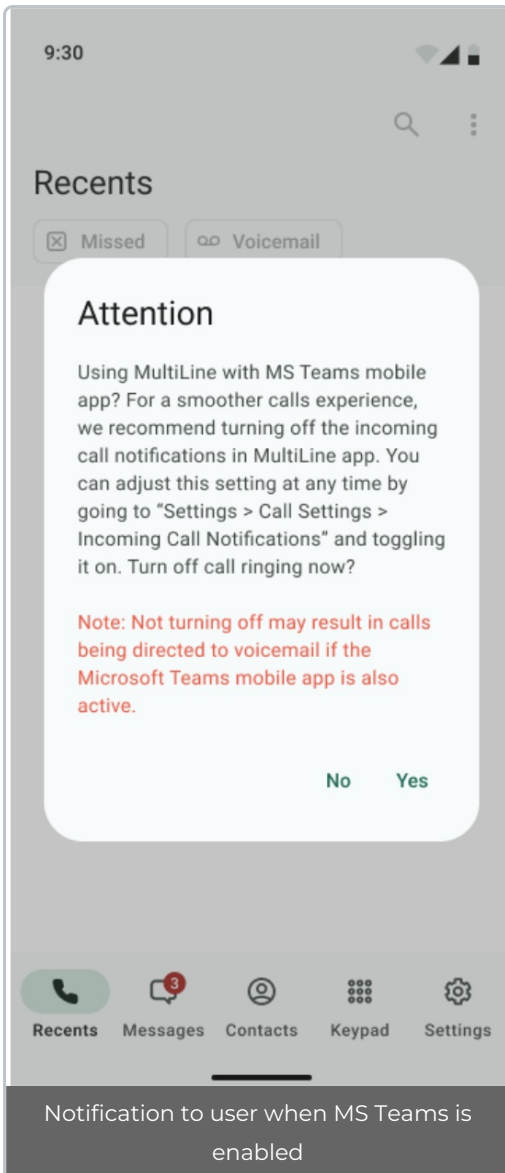 9:30
Recents
Missed
Voicemail
Attention
Using MultiLine with MS Teams mobile
app? For a smoother calls experience,
we recommend turning off the incoming
call notifications in MultiLine app. You
can adjust this setting at any time by
going to “Settings > Call Settings >
Incoming Call Notifications” and toggling
it on. Turn off call ringing now?
Note: Not turning off may result in calls
being directed to voicemail if the
Microsoft Teams mobile app is also
active.
No Yes
3
Recents Messages Contacts Keypad Settings
Notification to user when MS Teams is
enabled